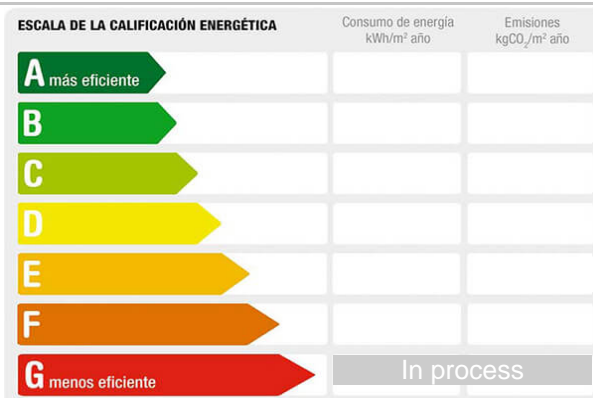 ESCALA DE LA CALIFICACIÓN ENERGÉTICA
Consumo de energía
kWh/m² año
Emisiones
kgCO₂/m² año
A más eficiente
B
C
D
E
F
G menos eficiente
In process